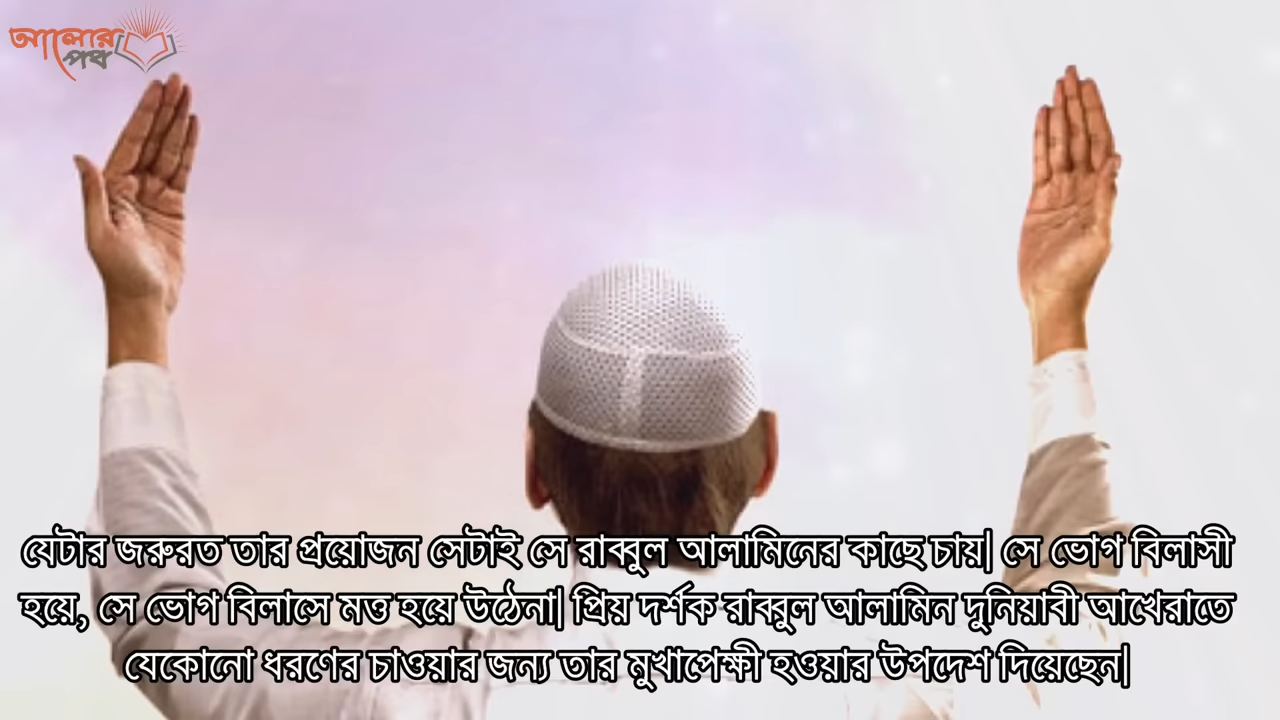 আলোর
পথ
যেটার জরুরত তার প্রয়োজন সেটাই সে রাব্বুল আলামিনের কাছে চায়| সে ভোগ বিলাসী
হয়ে, সে ভোগ বিলাসে মত্ত হয়ে উঠেনা| প্রিয় দর্শক রাব্বুল আলামিন দুনিয়াবী আখেরাতে
যেকোনো ধরণের চাওয়ার জন্য তার মুখাপেক্ষী হওয়ার উপদেশ দিয়েছেন|